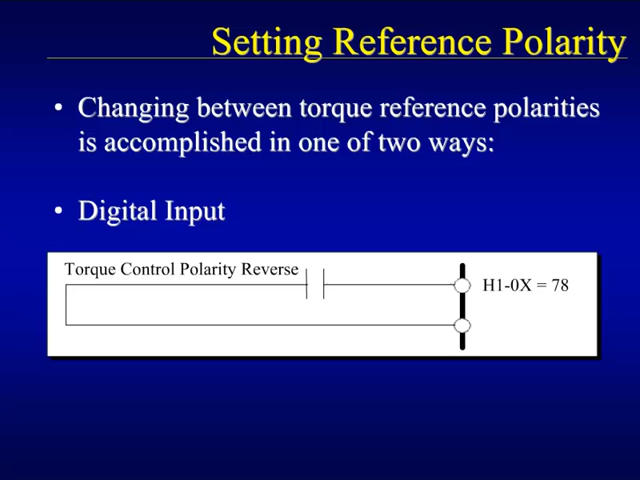 Setting Reference Polarity
• Changing between torque reference polarities
is accomplished in one of two ways:
• Digital Input
Torque Control Polarity Reverse
H1-0X = 78